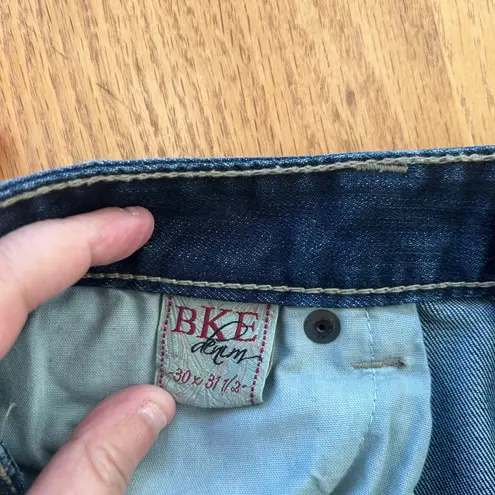 BKE
denim
-30 x 31 1/2-